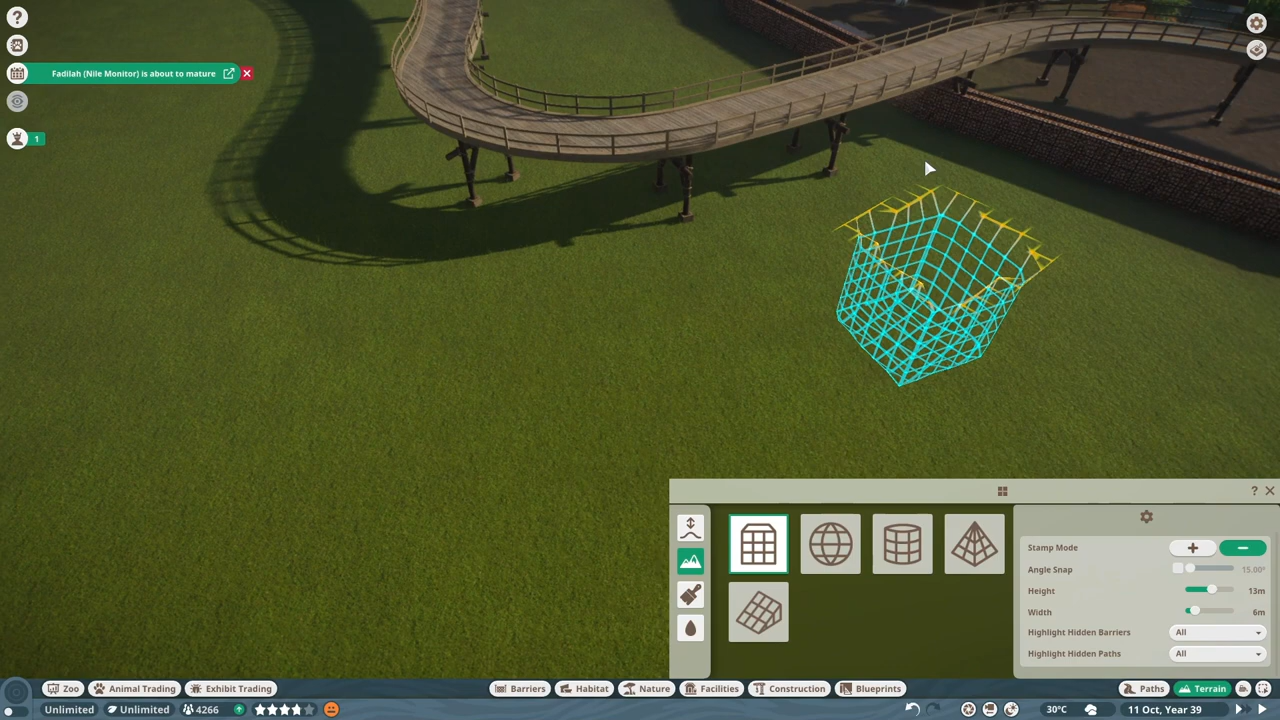 Fadilah (Nile Monitor) is about to mature
1
?
Stamp Mode
Angle Snap 15.00°
Height 13m
Width 6m
Highlight Hidden Barriers All
Highlight Hidden Paths All
Zoo Animal Trading Exhibit Trading Barriers Habitat Nature Facilities Construction Blueprints Paths Terrain
Unlimited Unlimited 4266 30°C 11 Oct, Year 39